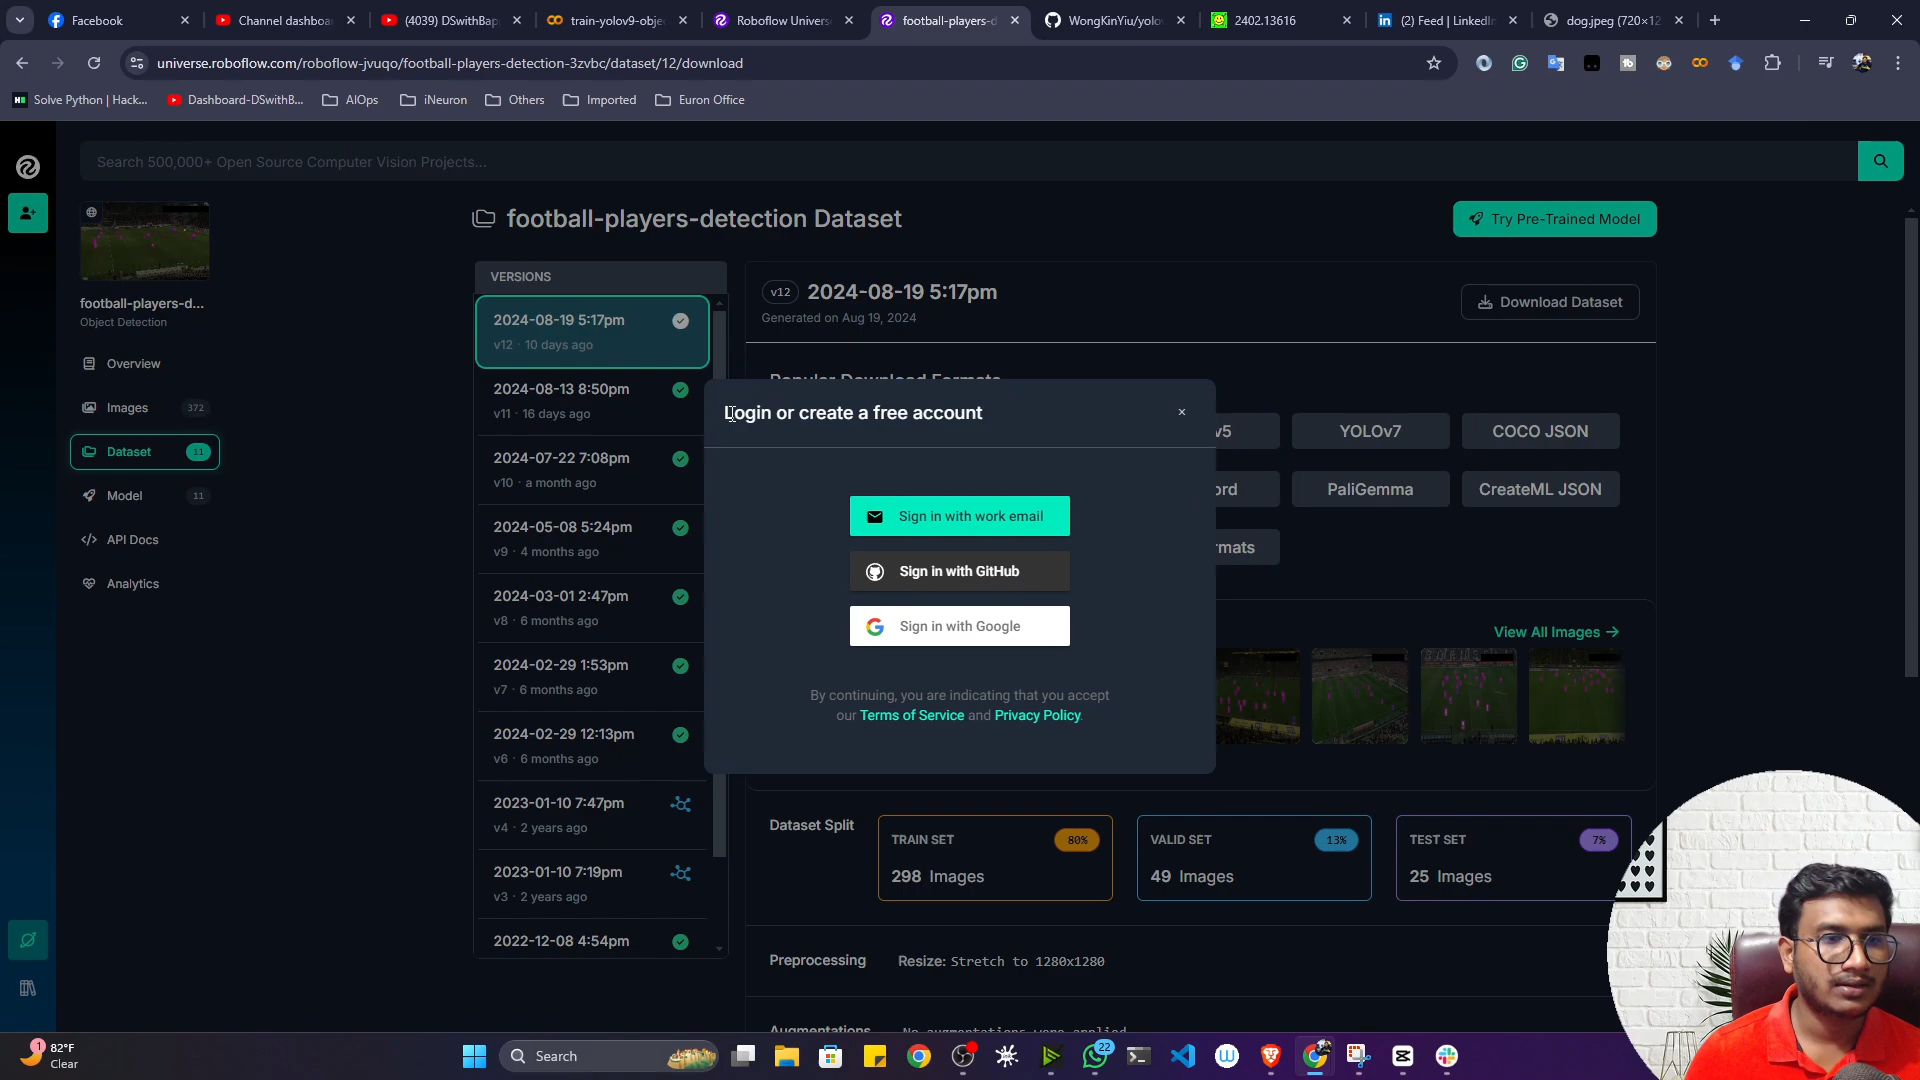 Facebook
Channel dashboa
(4039) DSwithBap
train-yolov9-obje
Roboflow Univers
football-players-d
WongKinYiu/yolo
2402.13616
(2) Feed | LinkedIn
dog.jpeg (720×12
universe.roboflow.com/roboflow-jvuqo/football-players-detection-3zvbc/dataset/12/download
Solve Python | Hack...
Dashboard-DSwithB...
AIOps
iNeuron
Others
Imported
Euron Office
Search 500,000+ Open Source Computer Vision Projects...
football-players-detection Dataset
Try Pre-Trained Model
football-players-d...
Object Detection
Overview
Images 372
Dataset 11
Model 11
API Docs
Analytics
VERSIONS
2024-08-19 5:17pm
v12 · 10 days ago
2024-08-13 8:50pm
v11 · 16 days ago
2024-07-22 7:08pm
v10 · a month ago
2024-05-08 5:24pm
v9 · 4 months ago
2024-03-01 2:47pm
v8 · 6 months ago
2024-02-29 1:53pm
v7 · 6 months ago
2024-02-29 12:13pm
v6 · 6 months ago
2023-01-10 7:47pm
v4 · 2 years ago
2023-01-10 7:19pm
v3 · 2 years ago
2022-12-08 4:54pm
v12 2024-08-19 5:17pm
Generated on Aug 19, 2024
Download Dataset
Popular Download Formats
v5
YOLOv7
COCO JSON
ord
PaliGemma
CreateML JSON
rmats
Login or create a free account
×
Sign in with work email
Sign in with GitHub
Sign in with Google
By continuing, you are indicating that you accept
our Terms of Service and Privacy Policy.
View All Images →
Dataset Split
TRAIN SET 80%
298 Images
VALID SET 13%
49 Images
TEST SET 7%
25 Images
Preprocessing
Resize: Stretch to 1280x1280
Augmentations
No augmentations were applied
1
82°F
Clear
Search
22